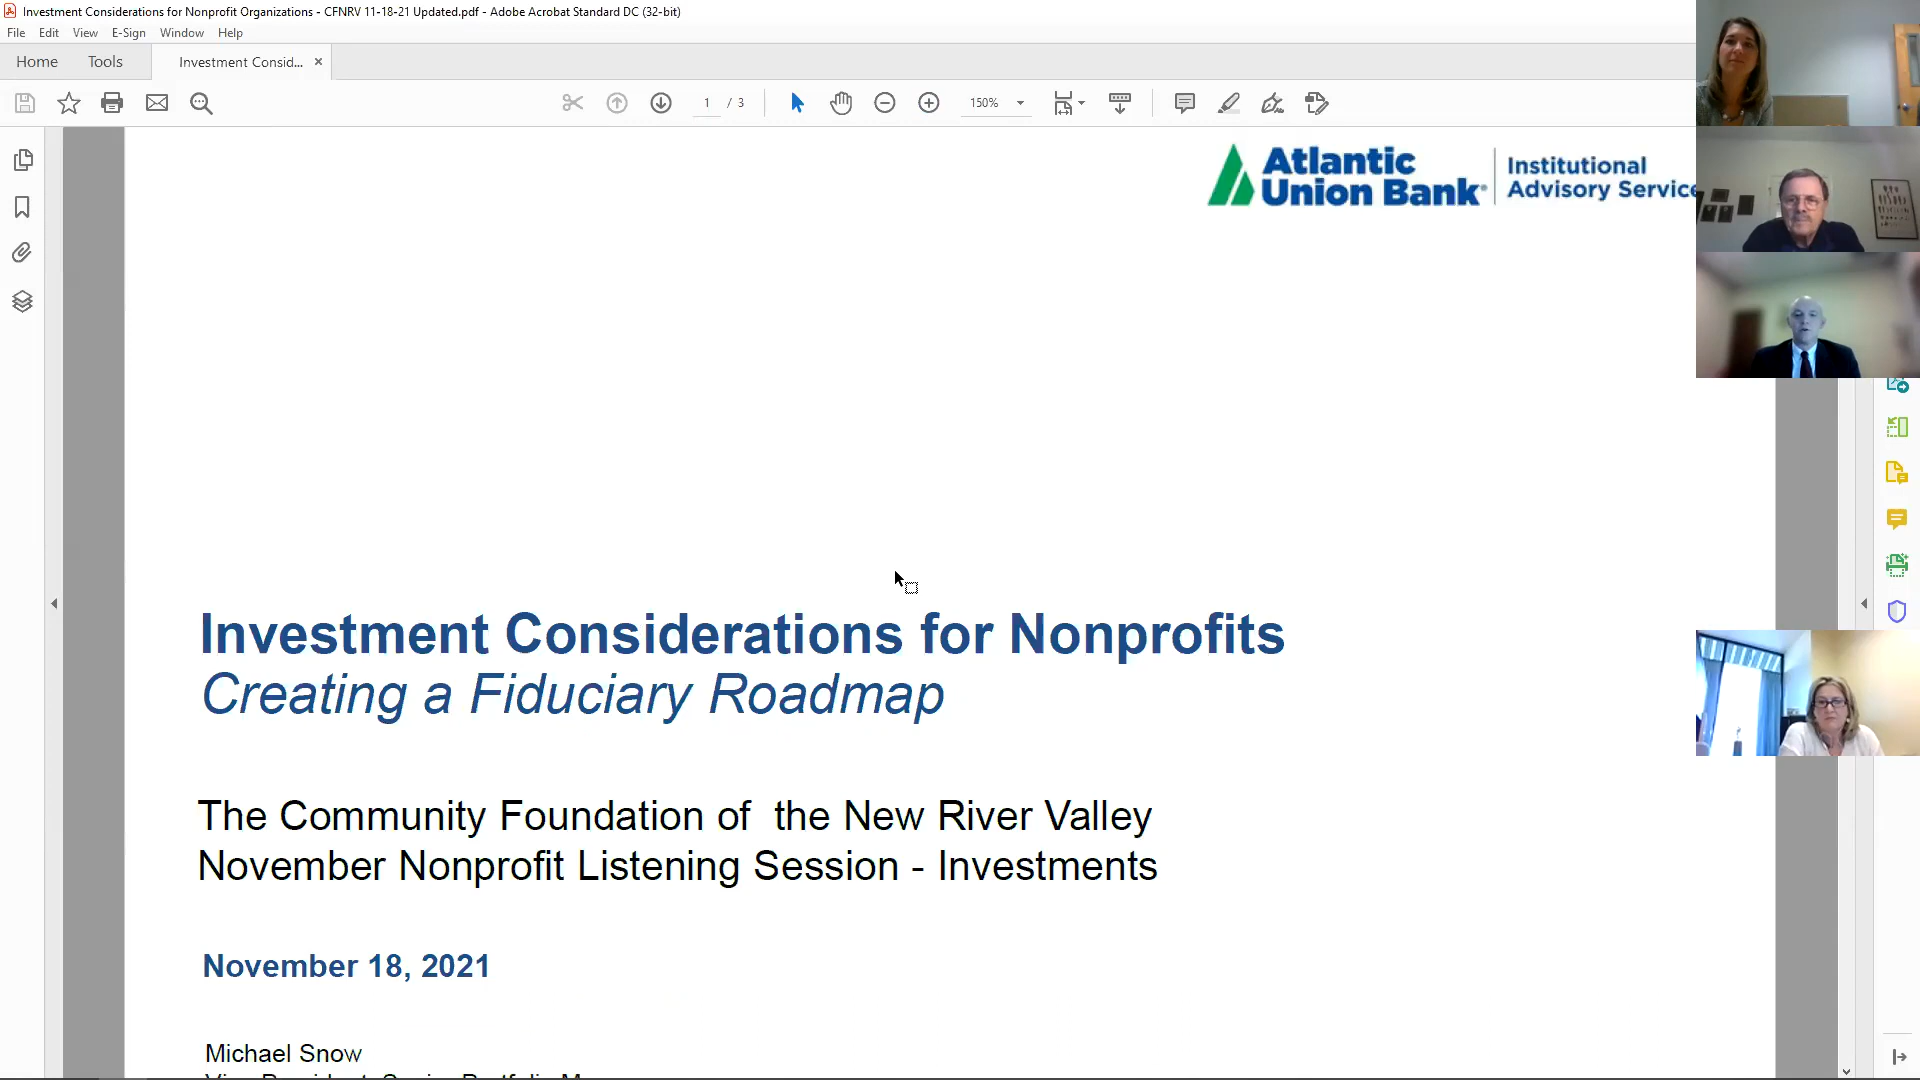 Investment Considerations for Nonprofit Organizations - CFNRV 11-18-21 Updated.pdf - Adobe Acrobat Standard DC (32-bit)
File Edit View E-Sign Window Help
Home Tools Investment Consid... ×
1 / 3 150%
Atlantic
Union Bank®
Institutional
Advisory Service
Investment Considerations for Nonprofits
Creating a Fiduciary Roadmap
The Community Foundation of the New River Valley
November Nonprofit Listening Session - Investments
November 18, 2021
Michael Snow